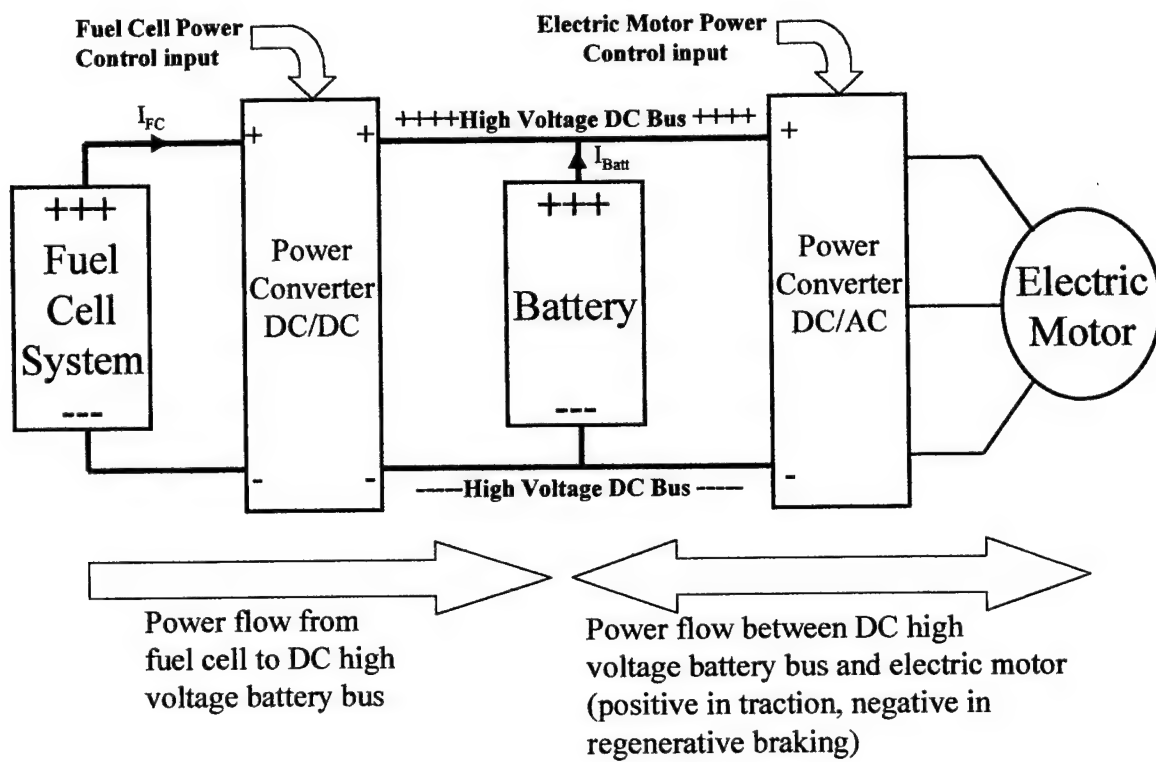 Fuel Cell Power
Control input
Electric Motor Power
Control input
I_FC
+ +
++++High Voltage DC Bus ++++
+
I_Batt
+++
Fuel
Cell
System
---
Power
Converter
DC/DC
+++
Battery
---
Power
Converter
DC/AC
Electric
Motor
- -
-----High Voltage DC Bus -----
-
Power flow from
fuel cell to DC high
voltage battery bus
Power flow between DC high
voltage battery bus and electric motor
(positive in traction, negative in
regenerative braking)